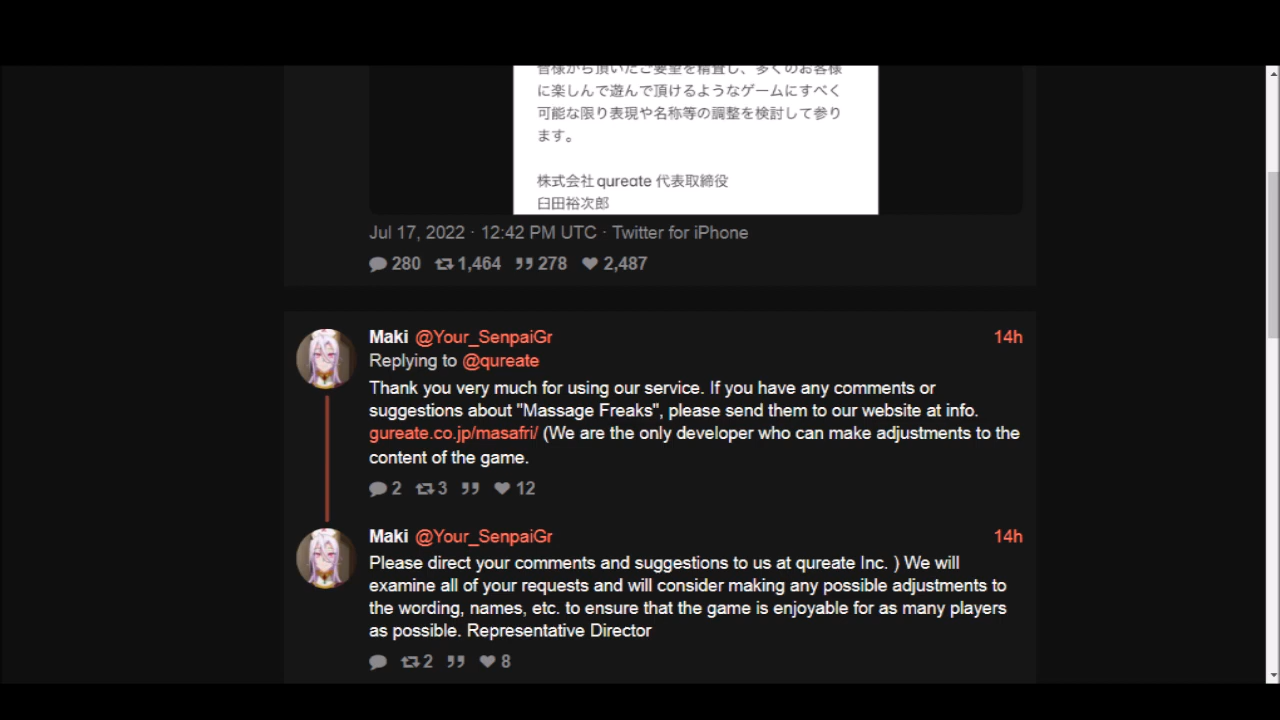 皆様から頂いたご要望を精査し、多くのお客様
に楽しんで遊んで頂けるようなゲームにすべく
可能な限り表現や名称等の調整を検討して参り
ます。
株式会社qureate 代表取締役
臼田裕次郎
Jul 17, 2022 · 12:42 PM UTC · Twitter for iPhone
280 1,464 278 2,487
Maki @Your_SenpaiGr 14h
Replying to @qureate
Thank you very much for using our service. If you have any comments or
suggestions about "Massage Freaks", please send them to our website at info.
gureate.co.jp/masafri/ (We are the only developer who can make adjustments to the
content of the game.
2 3 12
Maki @Your_SenpaiGr 14h
Please direct your comments and suggestions to us at qureate Inc. ) We will
examine all of your requests and will consider making any possible adjustments to
the wording, names, etc. to ensure that the game is enjoyable for as many players
as possible. Representative Director
2 8